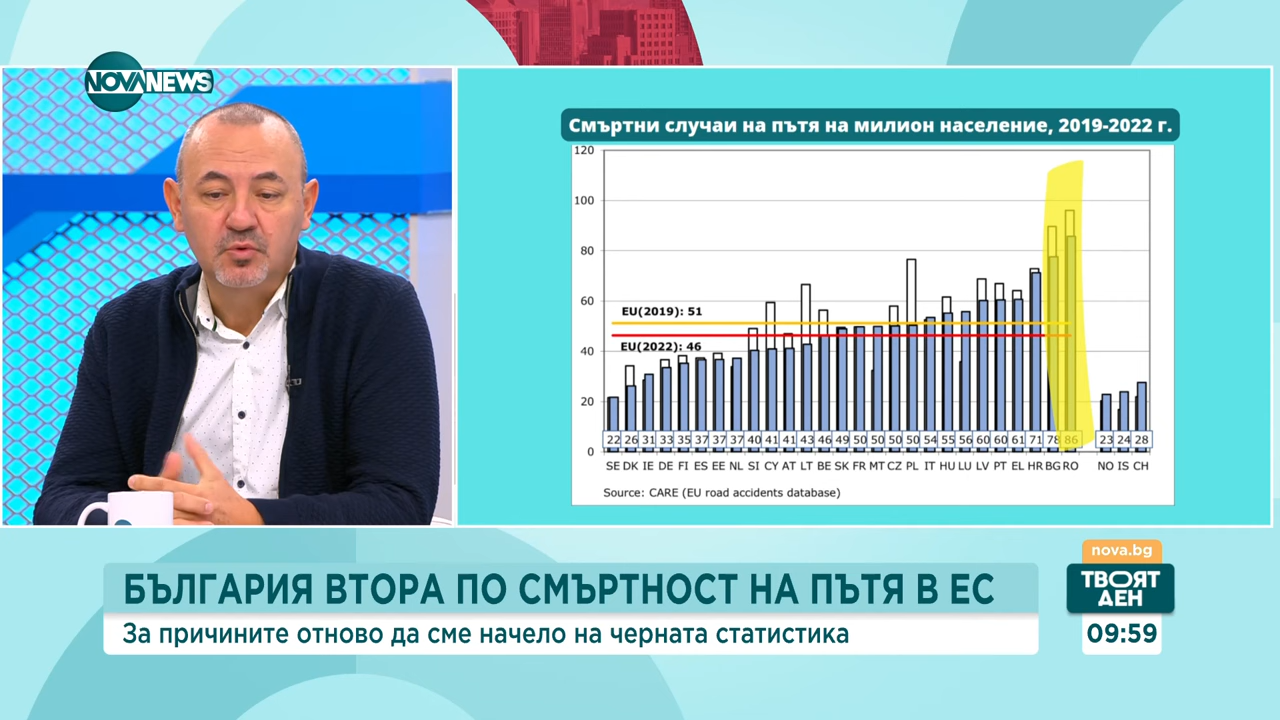 NOVANEWS
Смъртни случаи на пътя на милион население, 2019-2022 г.
120
100
80
60
40
20
0
EU(2019): 51
EU(2022): 46
22 26 31 33 35 37 37 37 40 41 41 43 46 49 50 50 50 50 54 55 56 60 60 61 71 78 86 23 24 28
SE DK IE DE FI ES EE NL SI CY AT LT BE SK FR MT CZ PL IT HU LU LV PT EL HR BG RO NO IS CH
Source: CARE (EU road accidents database)
БЪЛГАРИЯ ВТОРА ПО СМЪРТНОСТ НА ПЪТЯ В ЕС
За причините отново да сме начело на черната статистика
nova.bg
ТВОЯТ
ДЕН
09:59